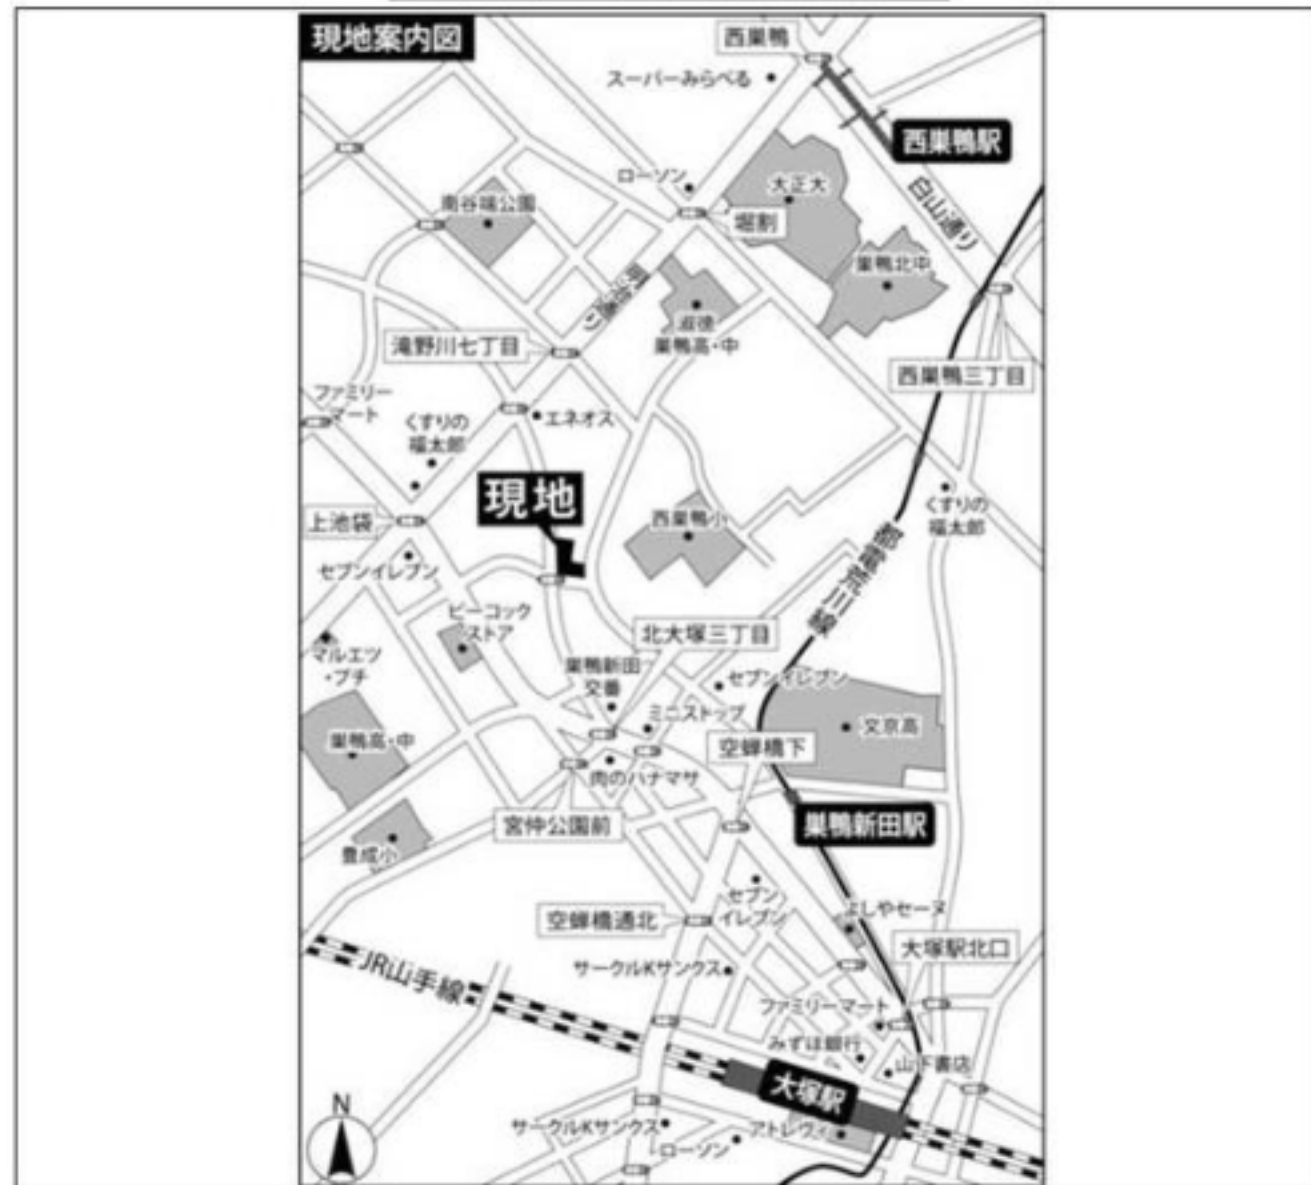 現地案内図
西巣鴨
スーパーみらべる
西巣鴨駅
ローソン
大正大
南谷端公園
白山通り
堀割
巣鴨北中
明治通り
淑徳
巣鴨高・中
滝野川七丁目
西巣鴨三丁目
ファミリー
マート
くすりの
福太郎
エネオス
現地
上池袋
西巣鴨小
くすりの
福太郎
都電荒川線
セブンイレブン
ピーコック
ストア
北大塚三丁目
マルエツ
・プチ
巣鴨新田
交番
セブンイレブン
ミニストップ
巣鴨高・中
文京高
空蝉橋下
肉のハナマサ
宮仲公園前
巣鴨新田駅
豊成小
セブン
イレブン
よしやセーヌ
空蝉橋通北
大塚駅北口
JR山手線
サークルKサンクス
ファミリーマート
みずほ銀行
山下書店
大塚駅
N
サークルKサンクス
アトレヴィ
ローソン